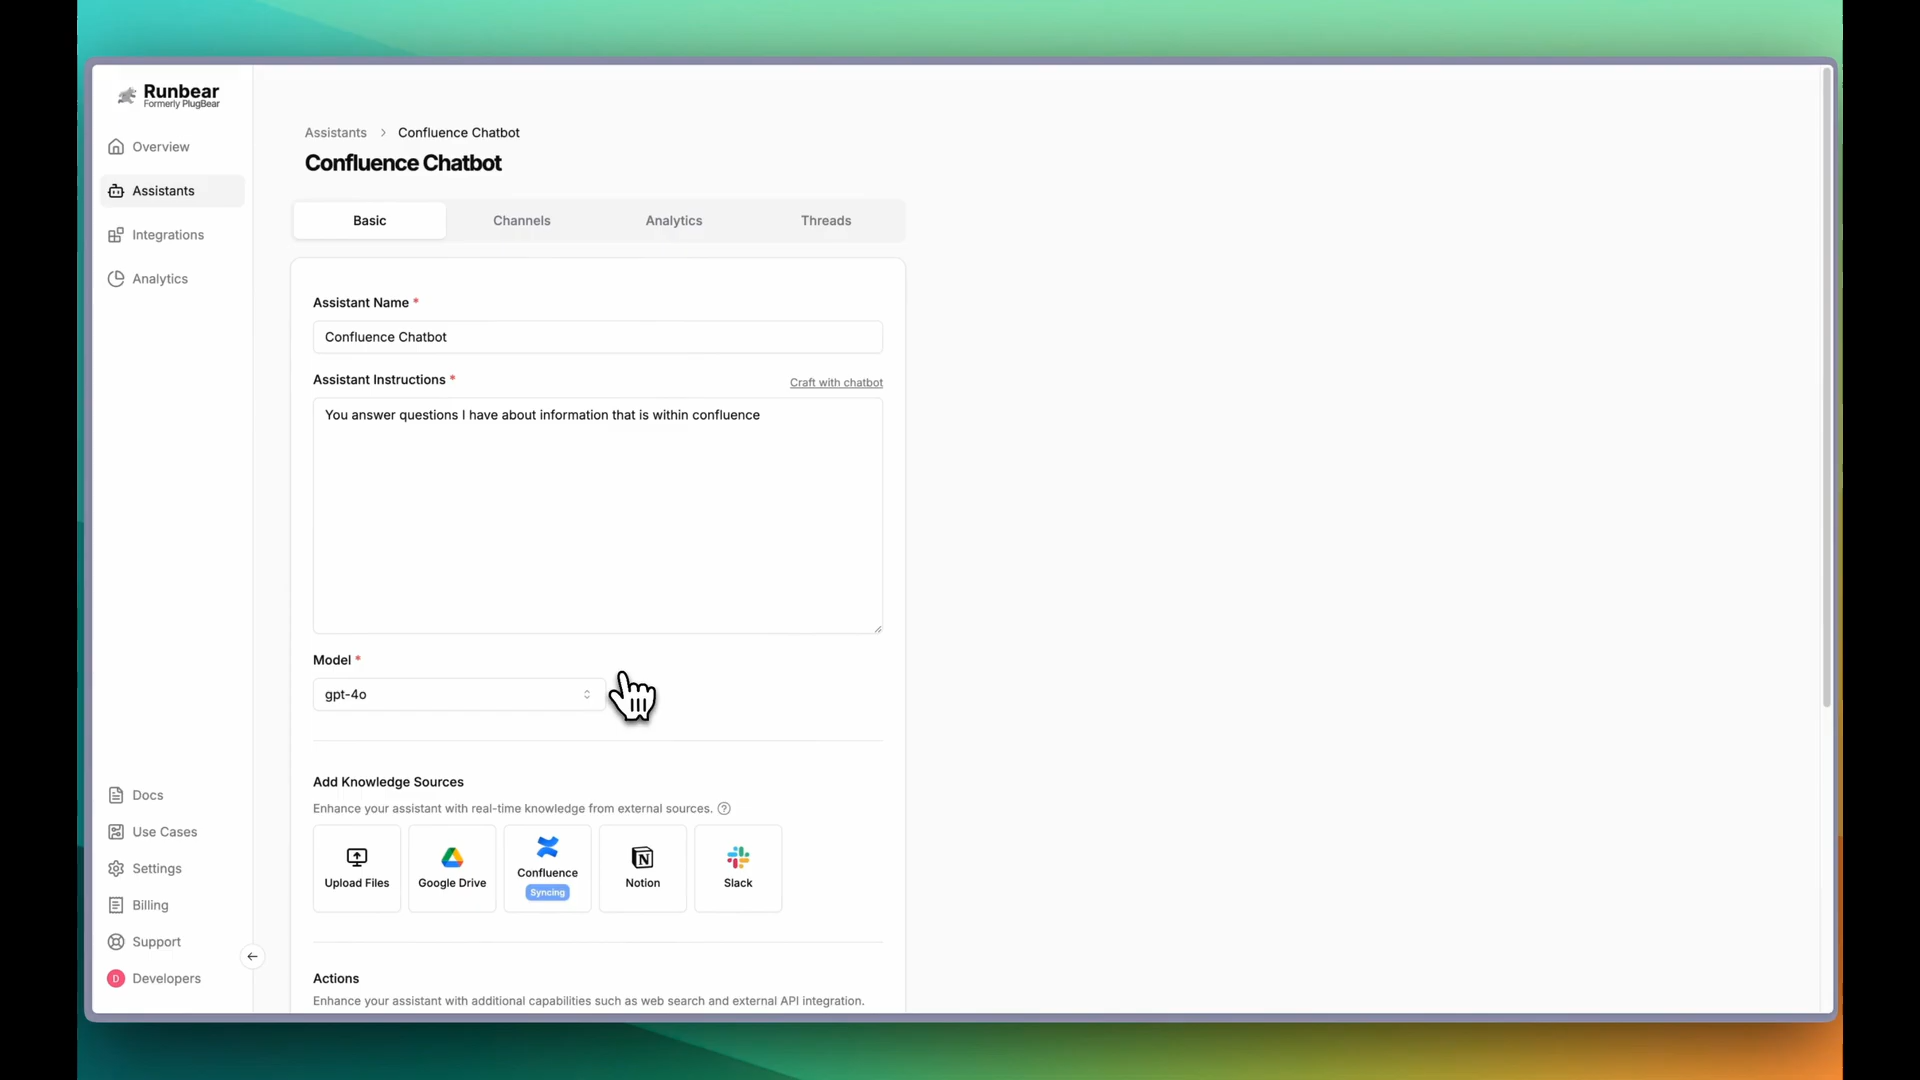 Runbear
Formerly PlugBear
Overview
Assistants
Integrations
Analytics
Docs
Use Cases
Settings
Billing
Support
D Developers
Assistants > Confluence Chatbot
Confluence Chatbot
Basic Channels Analytics Threads
Assistant Name *
Confluence Chatbot
Assistant Instructions *
Craft with chatbot
You answer questions I have about information that is within confluence
Model *
gpt-4o
Add Knowledge Sources
Enhance your assistant with real-time knowledge from external sources. ?
Upload Files
Google Drive
Confluence
Syncing
Notion
Slack
Actions
Enhance your assistant with additional capabilities such as web search and external API integration.